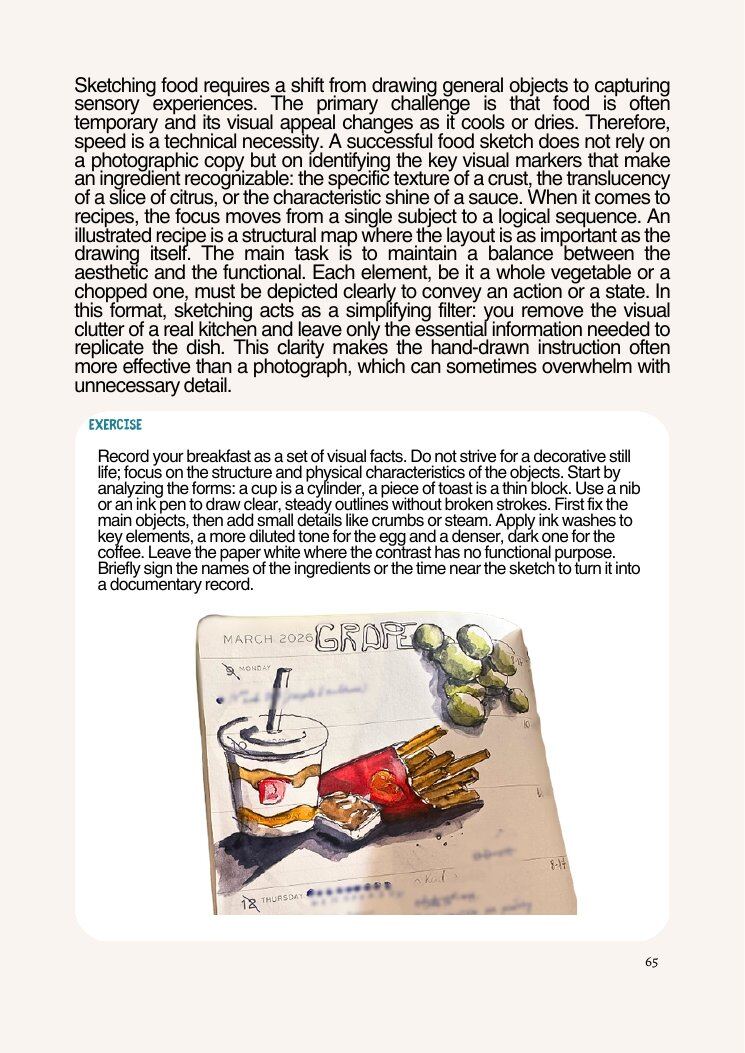 Sketching food requires a shift from drawing general objects to capturing
sensory experiences. The primary challenge is that food is often
temporary and its visual appeal changes as it cools or dries. Therefore,
speed is a technical necessity. A successful food sketch does not rely on
a photographic copy but on identifying the key visual markers that make
an ingredient recognizable: the specific texture of a crust, the translucency
of a slice of citrus, or the characteristic shine of a sauce. When it comes to
recipes, the focus moves from a single subject to a logical sequence. An
illustrated recipe is a structural map where the layout is as important as the
drawing itself. The main task is to maintain a balance between the
aesthetic and the functional. Each element, be it a whole vegetable or a
chopped one, must be depicted clearly to convey an action or a state. In
this format, sketching acts as a simplifying filter: you remove the visual
clutter of a real kitchen and leave only the essential information needed to
replicate the dish. This clarity makes the hand-drawn instruction often
more effective than a photograph, which can sometimes overwhelm with
unnecessary detail.
EXERCISE
Record your breakfast as a set of visual facts. Do not strive for a decorative still
life; focus on the structure and physical characteristics of the objects. Start by
analyzing the forms: a cup is a cylinder, a piece of toast is a thin block. Use a nib
or an ink pen to draw clear, steady outlines without broken strokes. First fix the
main objects, then add small details like crumbs or steam. Apply ink washes to
key elements, a more diluted tone for the egg and a denser, dark one for the
coffee. Leave the paper white where the contrast has no functional purpose.
Briefly sign the names of the ingredients or the time near the sketch to turn it into
a documentary record.
MARCH 2026 GRAPE
9 MONDAY
10
12 THURSDAY
65